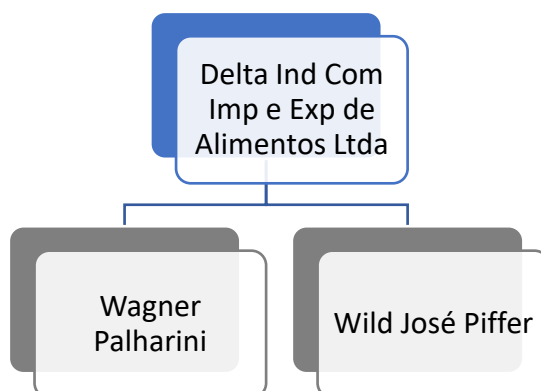 Delta Ind Com
Imp e Exp de
Alimentos Ltda
Wagner
Palharini
Wild José Piffer